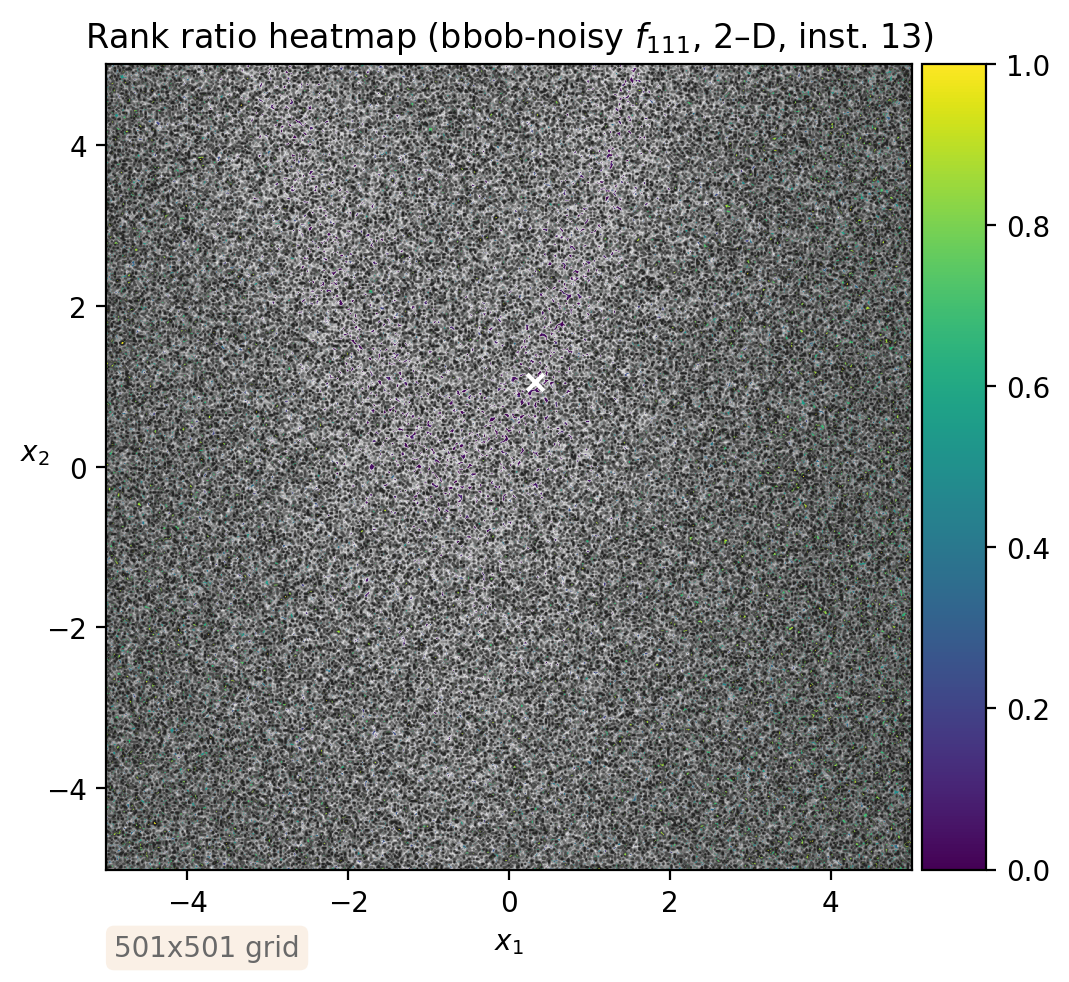 Rank ratio heatmap (bbob-noisy f₁₁₁, 2–D, inst. 13)
1.0
0.8
0.6
0.4
0.2
0.0
4
2
0
−2
−4
x₂
−4 −2 0 2 4
x₁
501x501 grid